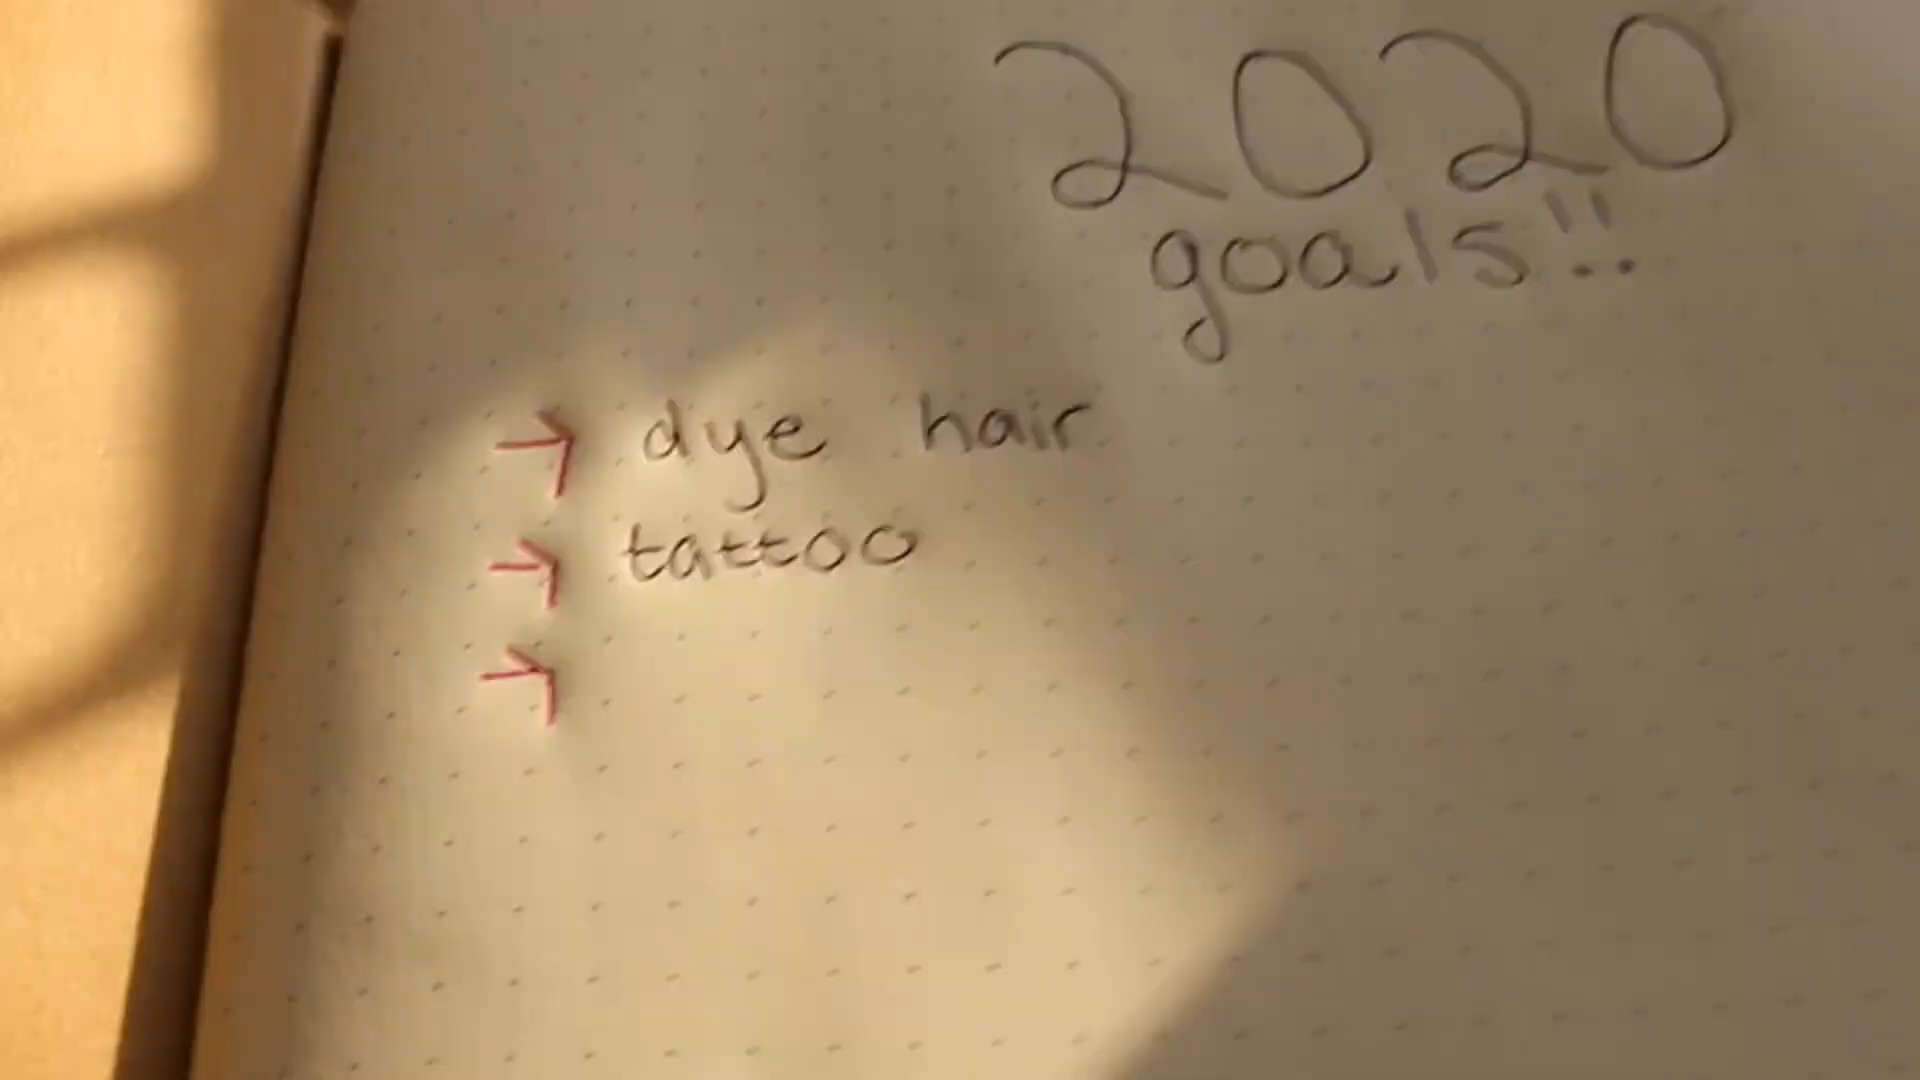 2020
goals!!
→ dye hair
→ tattoo
→